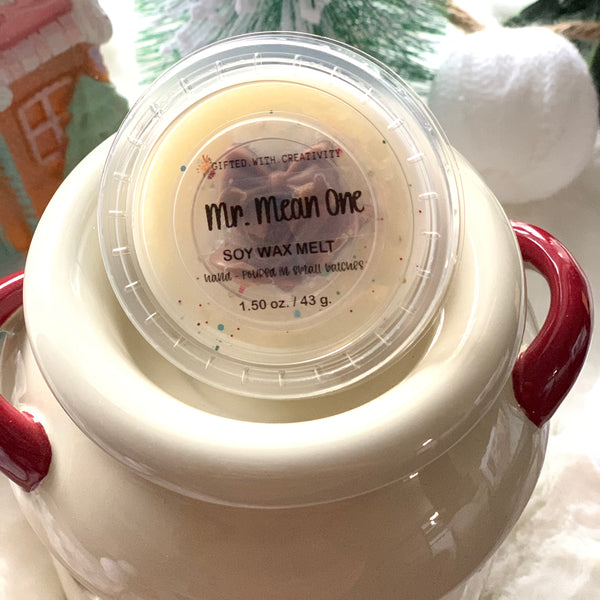 GIFTED WITH CREATIVITY
Mr. Mean One
SOY WAX MELT
- hand - poured in small batches -
1.50 oz. / 43 g.